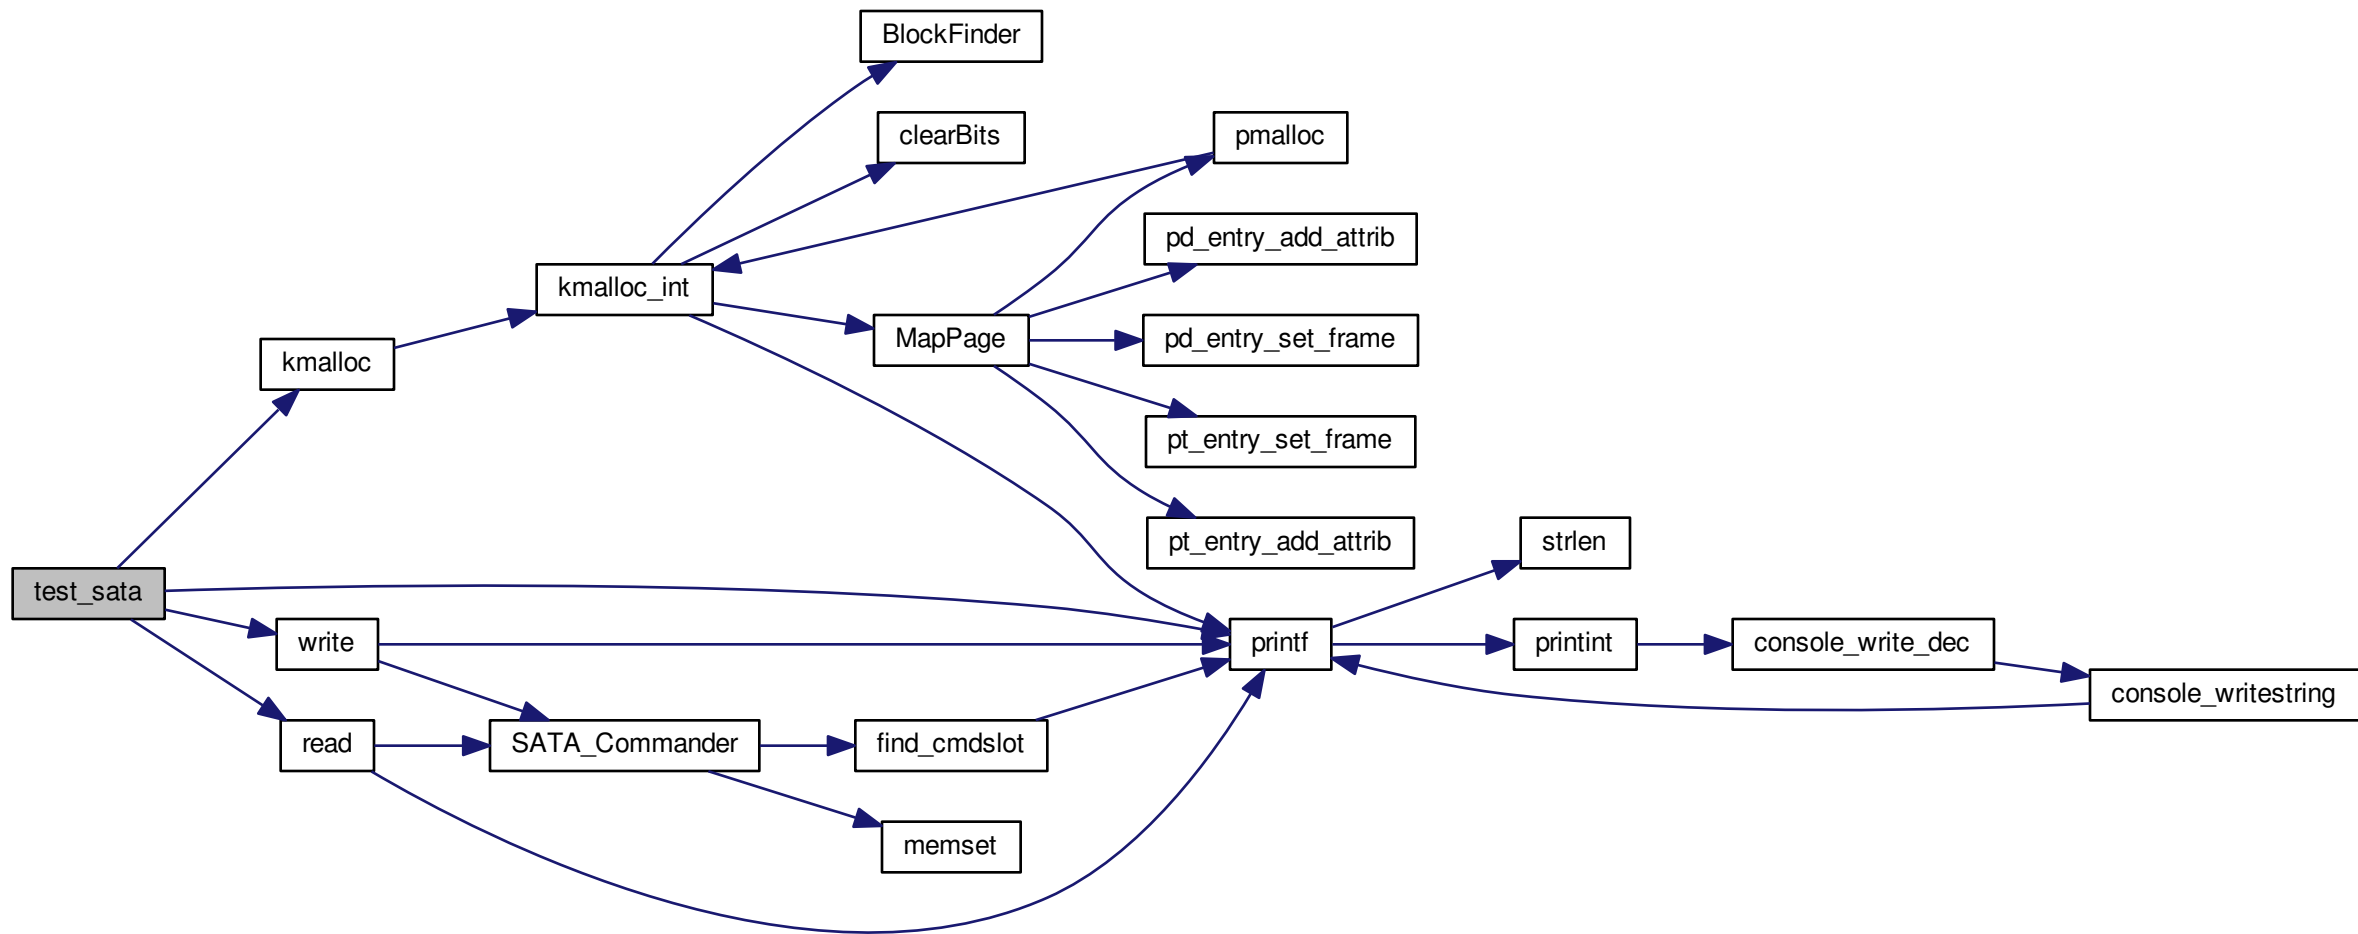 BlockFinder
clearBits
pmalloc
pd_entry_add_attrib
kmalloc_int
MapPage
pd_entry_set_frame
kmalloc
pt_entry_set_frame
pt_entry_add_attrib
strlen
test_sata
write
printf
printint
console_write_dec
console_writestring
read
SATA_Commander
find_cmdslot
memset